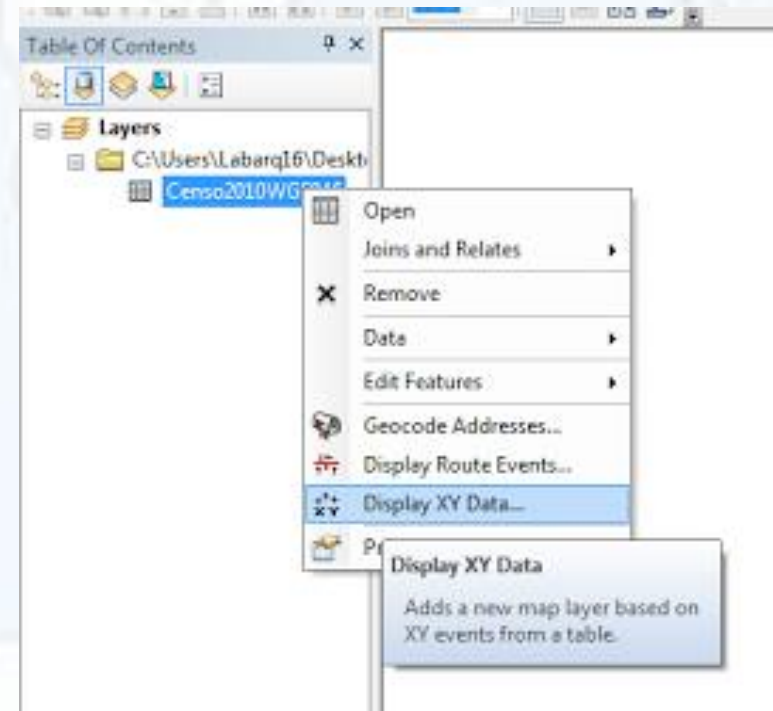 Table Of Contents
Layers
C:\Users\Labarq16\Deskt
Open
Joins and Relates
Remove
Data
Edit Features
Geocode Addresses...
Display Route Events...
Display XY Data...
Display XY Data
Adds a new map layer based on
XY events from a table.